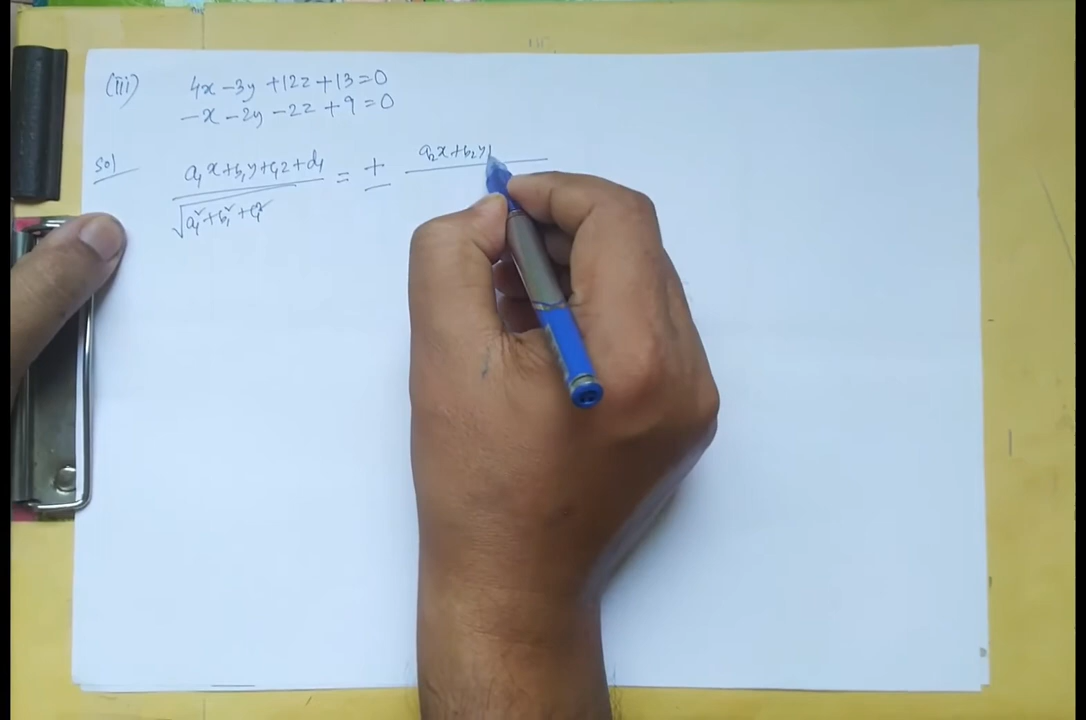 (iii) 4x -3y +12z +13 =0
-x -2y -2z +9 =0
Sol
a₁x+b₁y+c₁z+d₁ = ± a₂x+b₂y
√a₁²+b₁²+c₁²